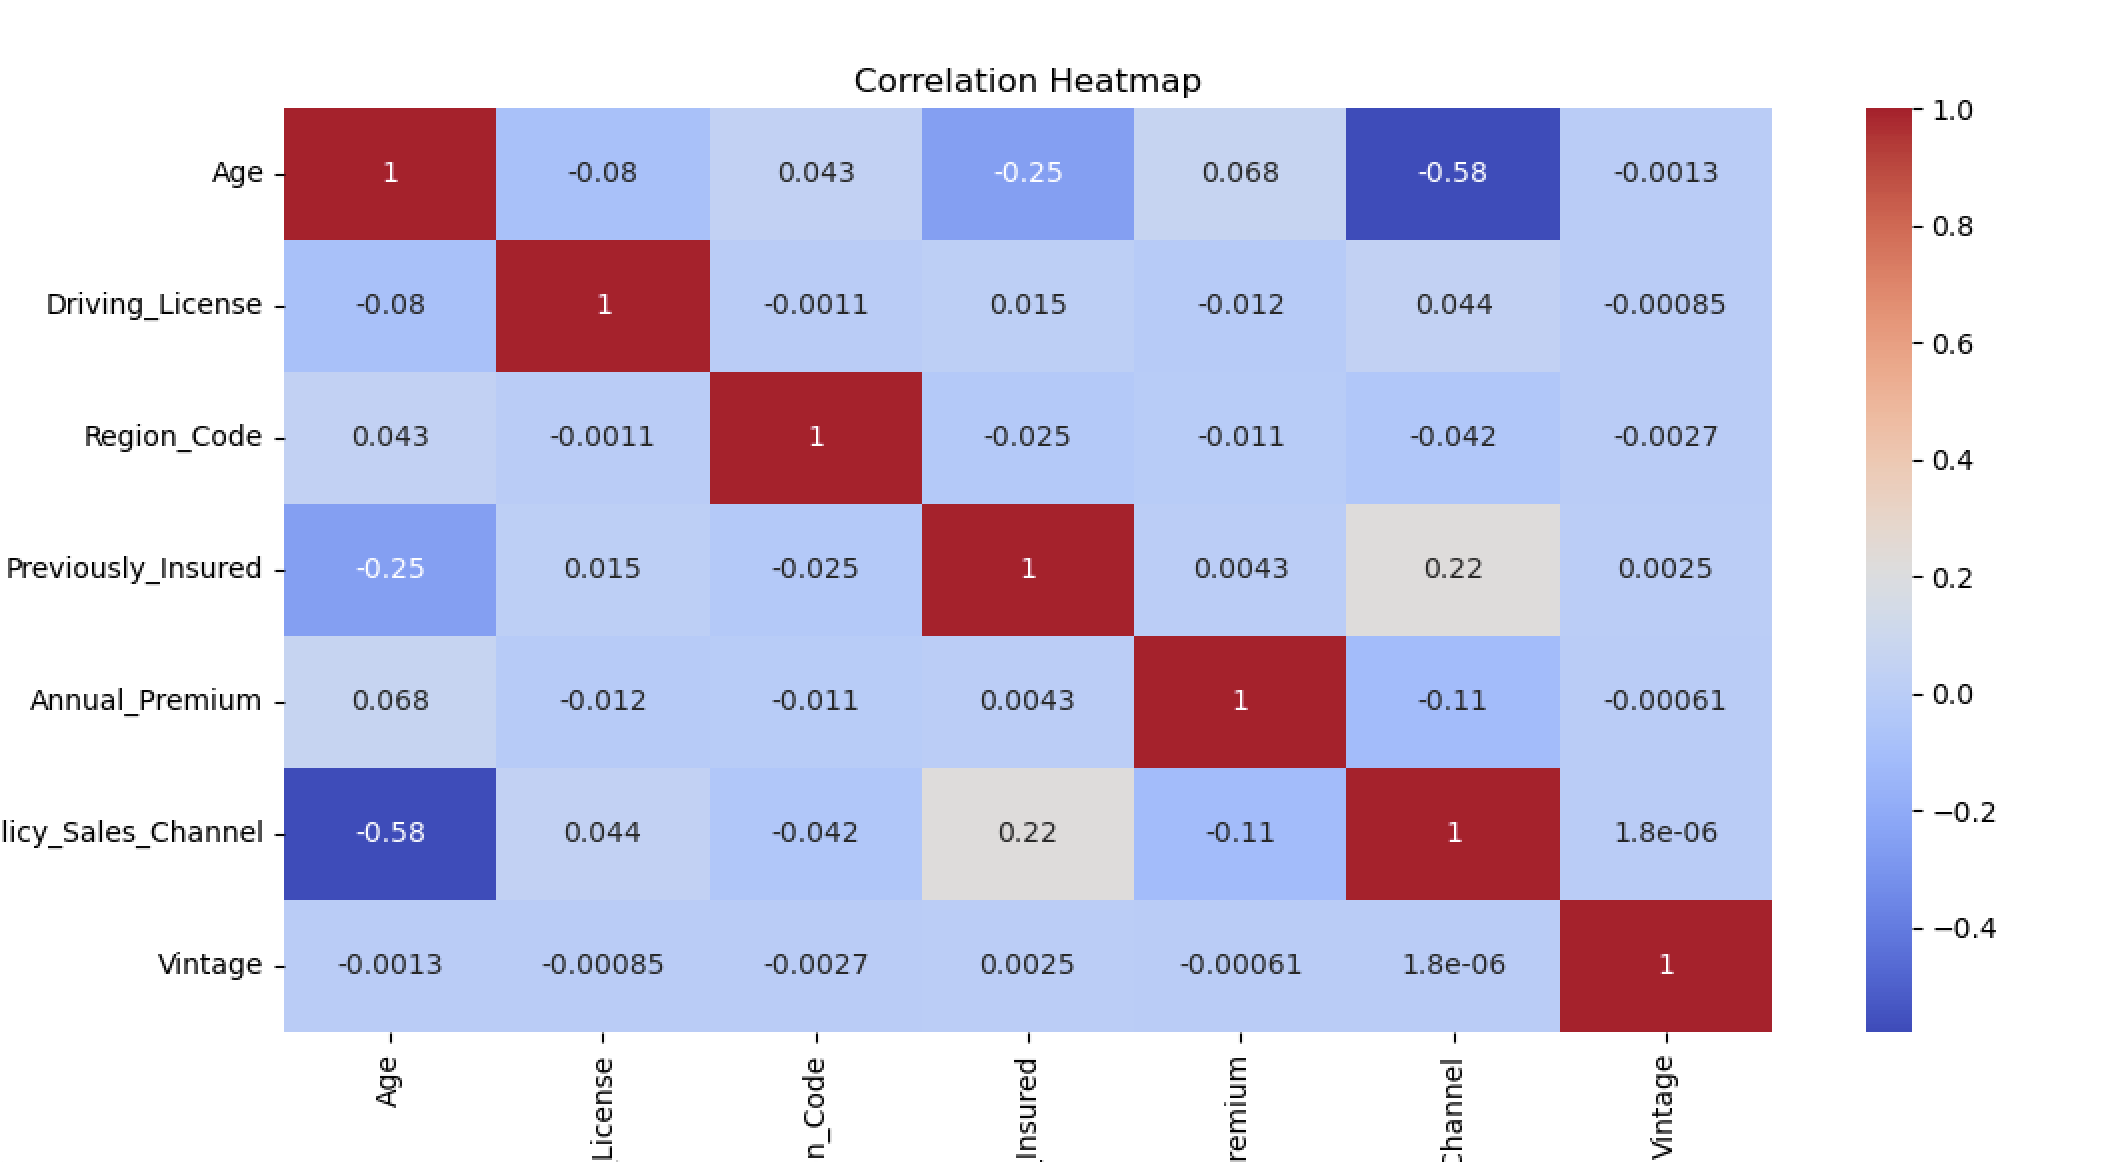 Correlation Heatmap
Age 1 -0.08 0.043 -0.25 0.068 -0.58 -0.0013
Driving_License -0.08 1 -0.0011 0.015 -0.012 0.044 -0.00085
Region_Code 0.043 -0.0011 1 -0.025 -0.011 -0.042 -0.0027
Previously_Insured -0.25 0.015 -0.025 1 0.0043 0.22 0.0025
Annual_Premium 0.068 -0.012 -0.011 0.0043 1 -0.11 -0.00061
licy_Sales_Channel -0.58 0.044 -0.042 0.22 -0.11 1 1.8e-06
Vintage -0.0013 -0.00085 -0.0027 0.0025 -0.00061 1.8e-06 1
Age
License
n_Code
Insured
remium
Channel
Vintage
1.0
0.8
0.6
0.4
0.2
0.0
−0.2
−0.4